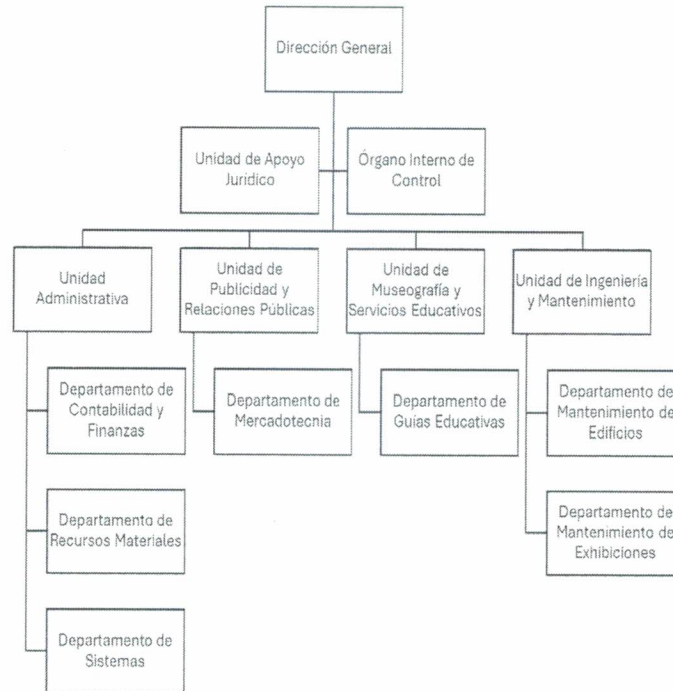 Dirección General
Unidad de Apoyo
Jurídico
Órgano Interno de
Control
Unidad
Administrativa
Unidad de
Publicidad y
Relaciones Públicas
Unidad de
Museografía y
Servicios Educativos
Unidad de Ingeniería
y Mantenimiento
Departamento de
Contabilidad y
Finanzas
Departamento de
Mercadotecnia
Departamento de
Guías Educativas
Departamento de
Mantenimiento de
Edificios
Departamento de
Recursos Materiales
Departamento de
Mantenimiento de
Exhibiciones
Departamento de
Sistemas